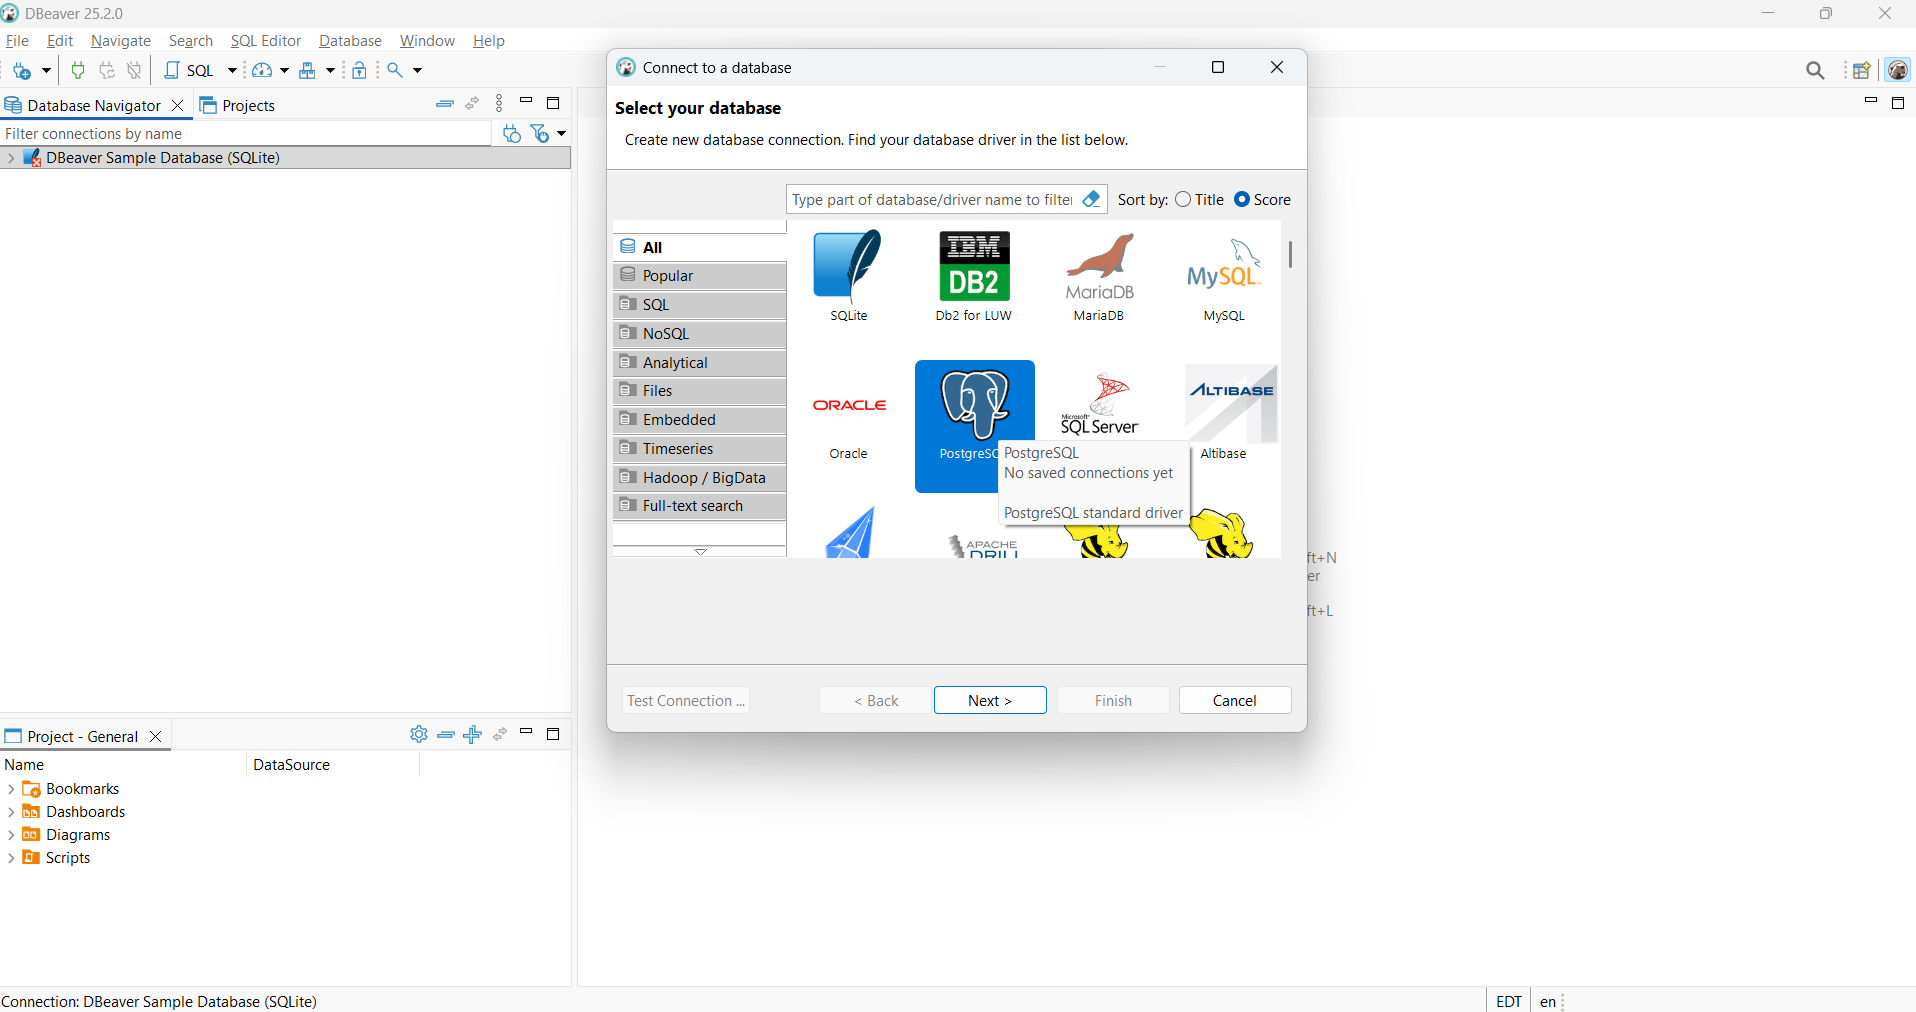 DBeaver 25.2.0
File Edit Navigate Search SQL Editor Database Window Help
SQL
Database Navigator Projects
Filter connections by name
DBeaver Sample Database (SQLite)
Connect to a database
Select your database
Create new database connection. Find your database driver in the list below.
Type part of database/driver name to filter
Sort by: Title Score
All
Popular
SQL
NoSQL
Analytical
Files
Embedded
Timeseries
Hadoop / BigData
Full-text search
IBM
DB2
MariaDB
MySQL
SQLite Db2 for LUW MariaDB MySQL
ORACLE
Microsoft
SQL Server
ALTIBASE
Oracle PostgreSQ Altibase
PostgreSQL
No saved connections yet
PostgreSQL standard driver
APACHE
DRILL
ft+N
er
ft+L
Test Connection ... < Back Next > Finish Cancel
Project - General
Name DataSource
Bookmarks
Dashboards
Diagrams
Scripts
Connection: DBeaver Sample Database (SQLite) EDT en